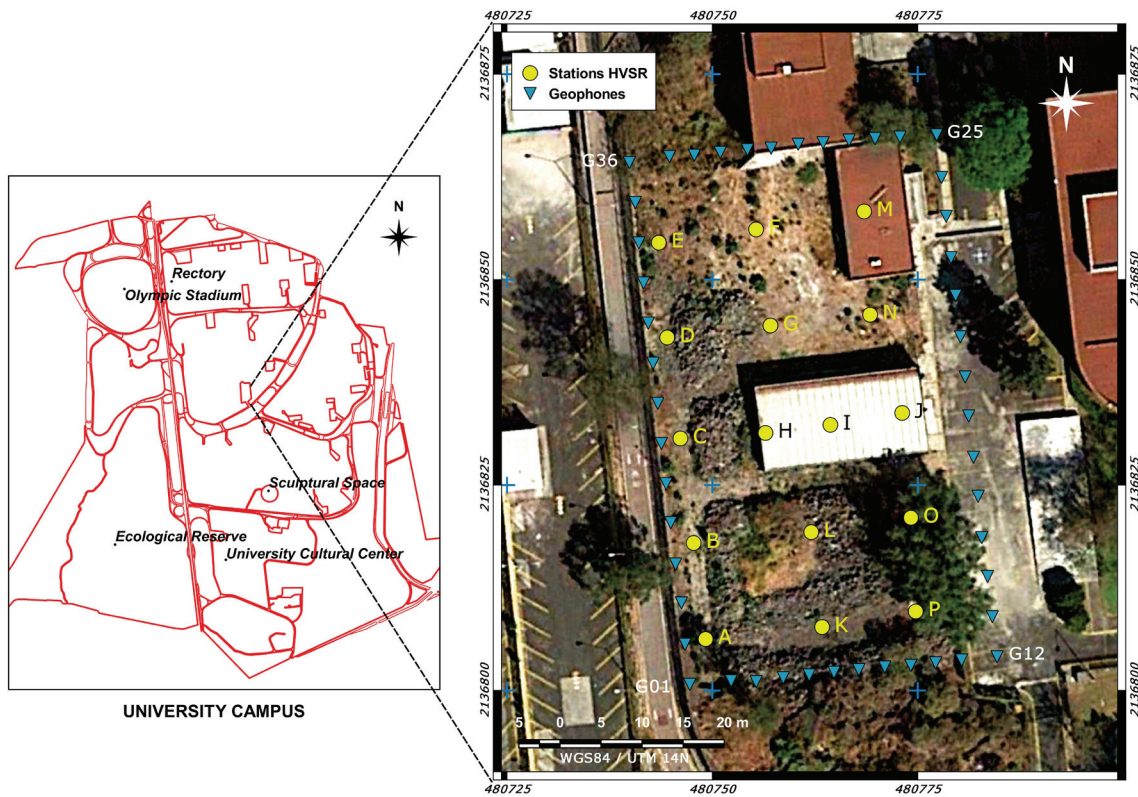 480725
480750
480775
2136875
2136875
Stations HVSR
Geophones
N
G25
G36
M
E
F
2136850
2136850
N
Rectory
Olympic Stadium
D
G
N
C
H
I
J
2136825
2136825
Sculptural Space
Ecological Reserve
University Cultural Center
B
L
O
A
K
P
G12
G01
2136800
2136800
5 0 5 10 15 20 m
WGS84 / UTM 14N
UNIVERSITY CAMPUS
480725
480750
480775